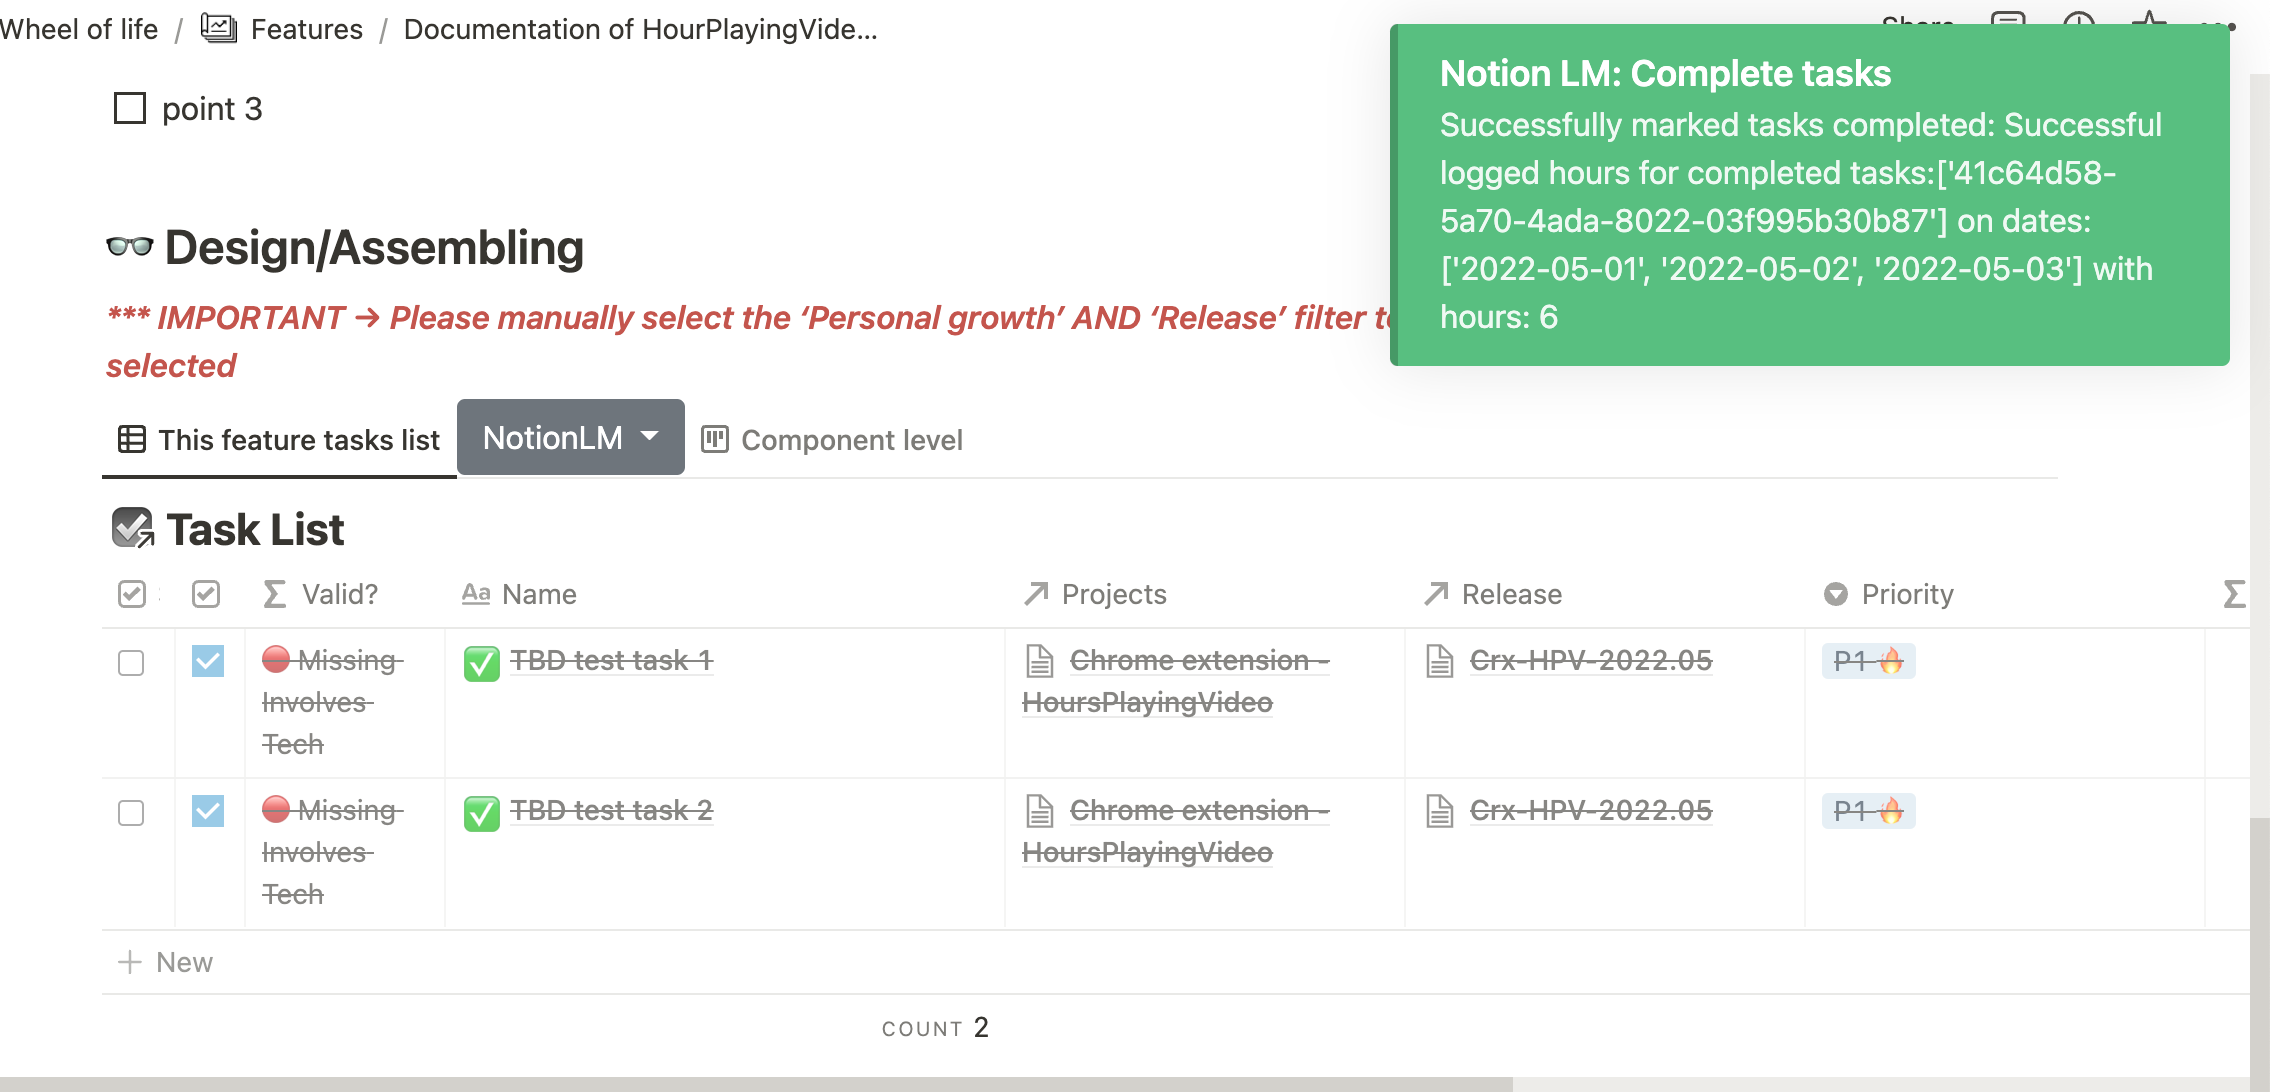 Wheel of life / Features / Documentation of HourPlayingVide...
Notion LM: Complete tasks
Successfully marked tasks completed: Successful
logged hours for completed tasks:['41c64d58-
5a70-4ada-8022-03f995b30b87'] on dates:
['2022-05-01', '2022-05-02', '2022-05-03'] with
hours: 6
point 3
Design/Assembling
*** IMPORTANT → Please manually select the ‘Personal growth’ AND ‘Release’ filter
selected
This feature tasks list NotionLM Component level
Task List
Valid? Aa Name Projects Release Priority Σ
Missing TBD test task 1 Chrome extension - Crx-HPV-2022.05 P1
Involves HoursPlayingVideo
Tech
Missing TBD test task 2 Chrome extension - Crx-HPV-2022.05 P1
Involves HoursPlayingVideo
Tech
+ New
COUNT 2